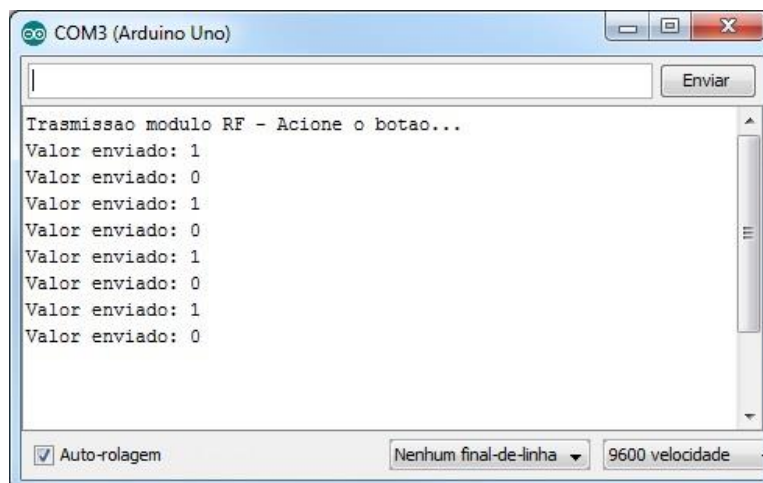 COM3 (Arduino Uno)
Enviar
Trasmissao modulo RF - Acione o botao...
Valor enviado: 1
Valor enviado: 0
Valor enviado: 1
Valor enviado: 0
Valor enviado: 1
Valor enviado: 0
Valor enviado: 1
Valor enviado: 0
Auto-rolagem Nenhum final-de-linha 9600 velocidade